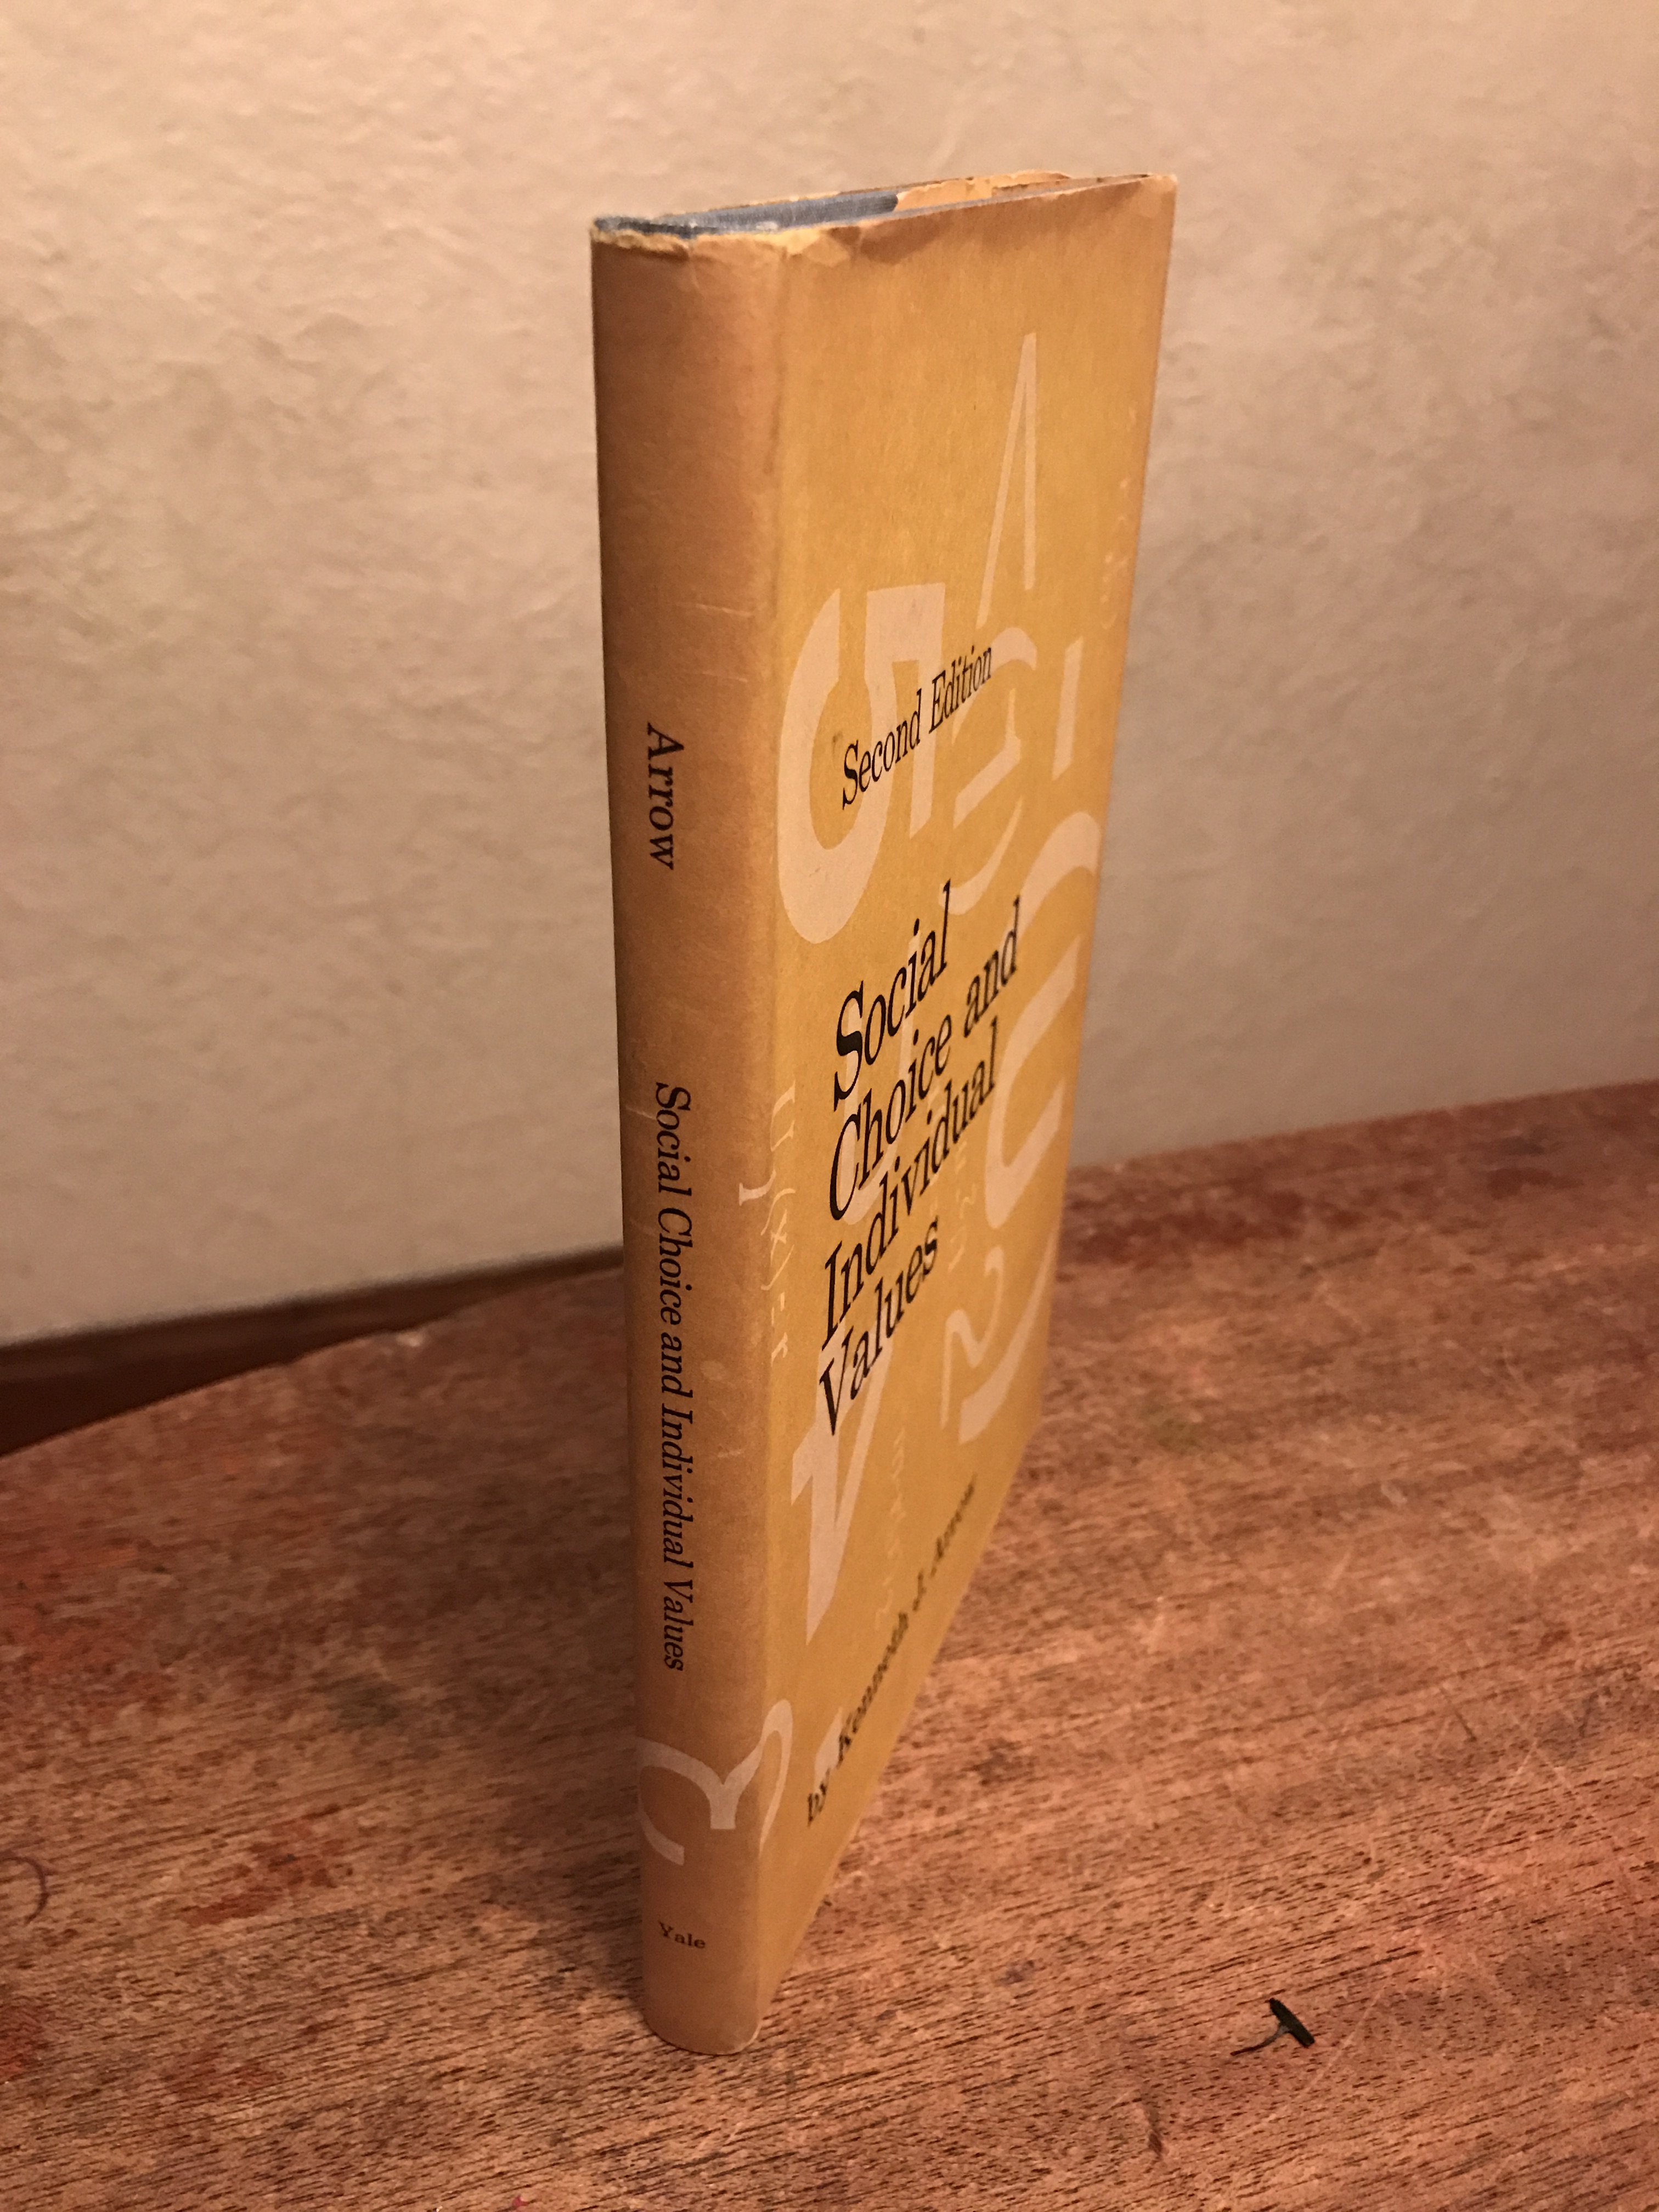 Arrow
Social Choice and Individual Values
Yale
Second Edition
Social
Choice and
Individual
Values
by Kenneth J. Arrow